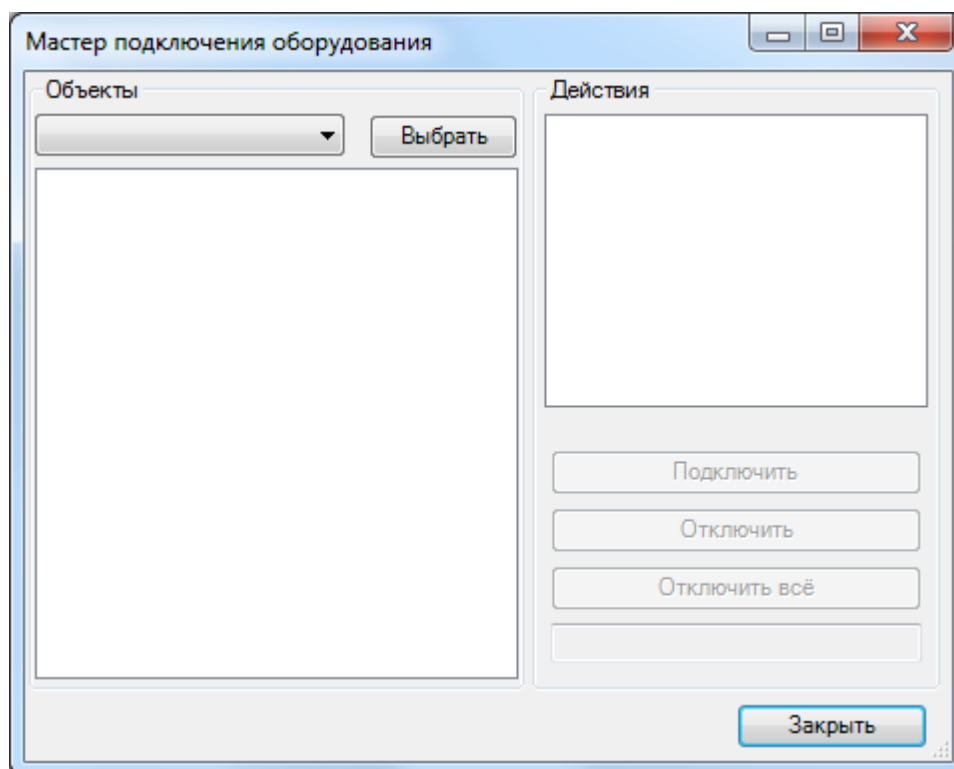 Мастер подключения оборудования
Объекты
Выбрать
Действия
Подключить
Отключить
Отключить всё
Закрыть